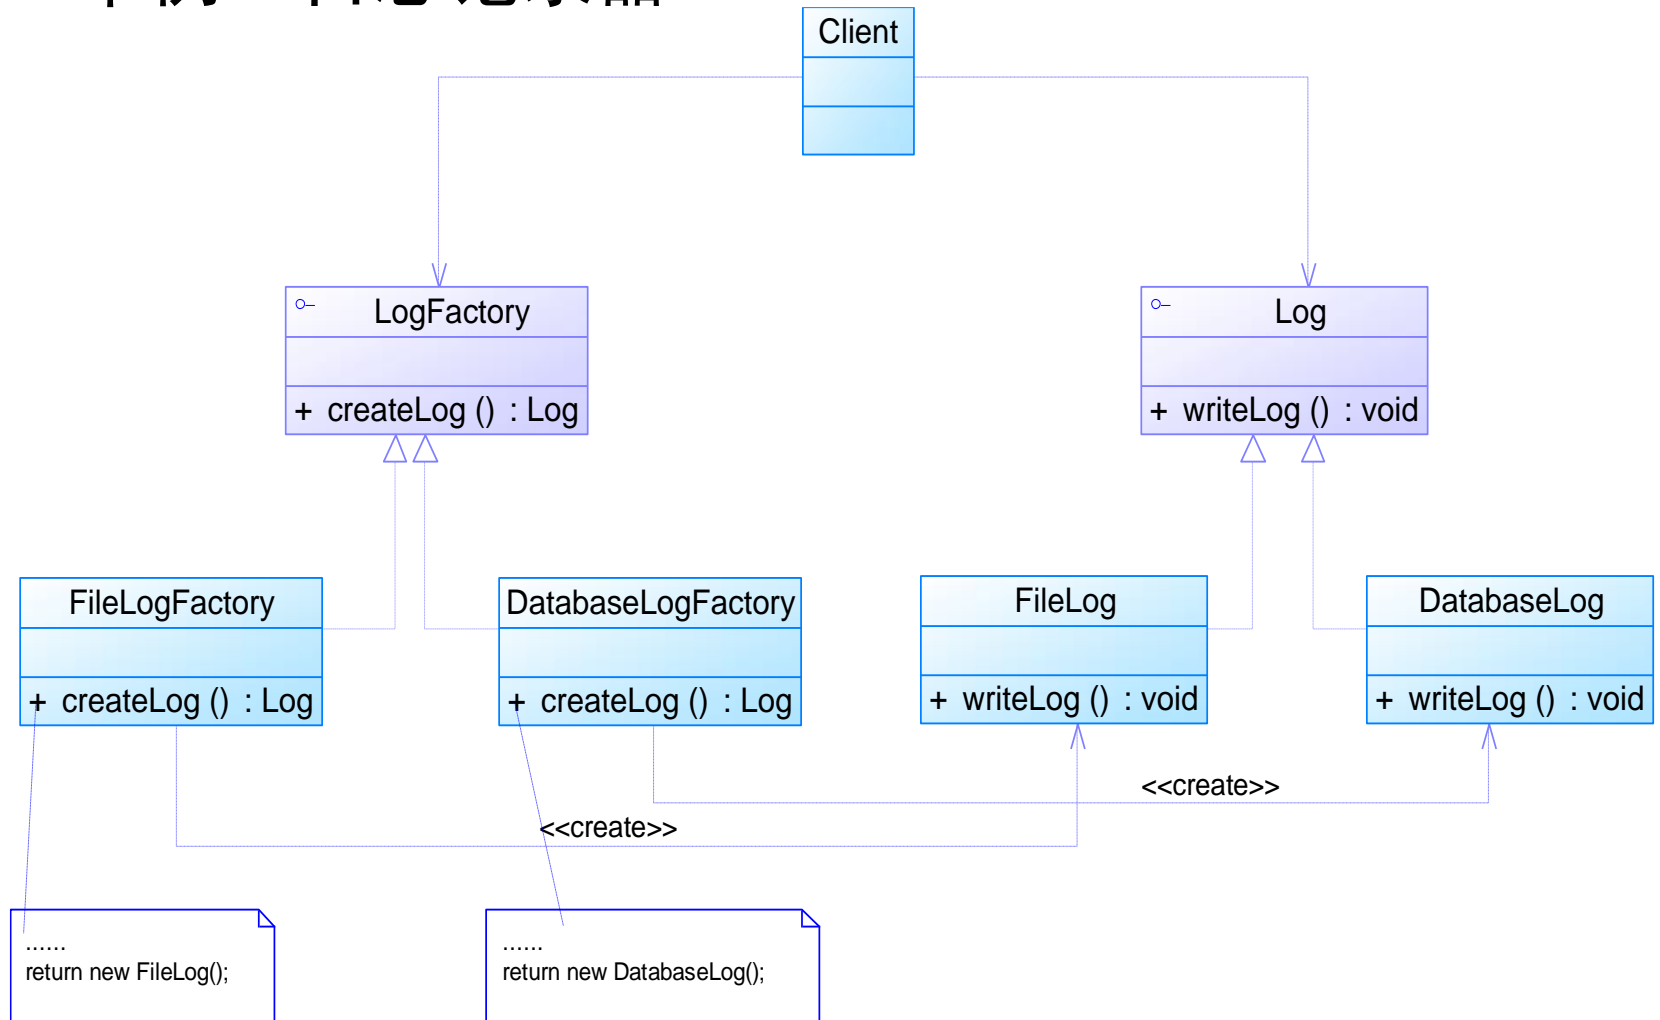 Client
LogFactory
+ createLog () : Log
Log
+ writeLog () : void
FileLogFactory
+ createLog () : Log
DatabaseLogFactory
+ createLog () : Log
FileLog
+ writeLog () : void
DatabaseLog
+ writeLog () : void
<<create>>
<<create>>
......
return new FileLog();
......
return new DatabaseLog();